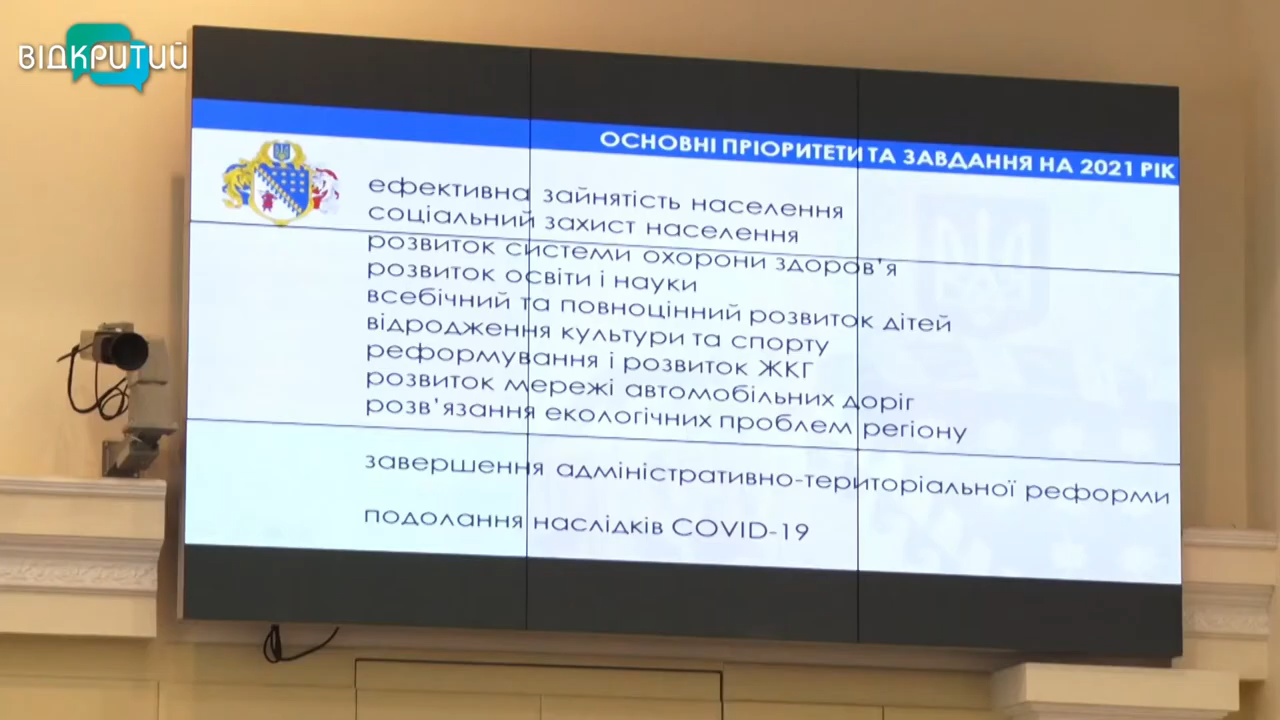 ВІДКРИТИЙ
ОСНОВНІ ПРІОРИТЕТИ ТА ЗАВДАННЯ НА 2021 РІК
ефективна зайнятість населення
соціальний захист населення
розвиток системи охорони здоров'я
розвиток освіти і науки
всебічний та повноцінний розвиток дітей
відродження культури та спорту
реформування і розвиток ЖКГ
розвиток мережі автомобільних доріг
розв'язання екологічних проблем регіону
завершення адміністративно-територіальної реформи
подолання наслідків COVID-19